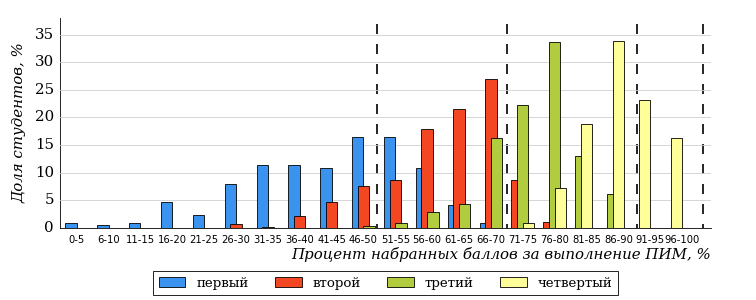 Доля студентов, %
35
30
25
20
15
10
5
0
0-5 6-10 11-15 16-20 21-25 26-30 31-35 36-40 41-45 46-50 51-55 56-60 61-65 66-70 71-75 76-80 81-85 86-90 91-95 96-100
Процент набранных баллов за выполнение ПИМ, %
первый второй третий четвертый